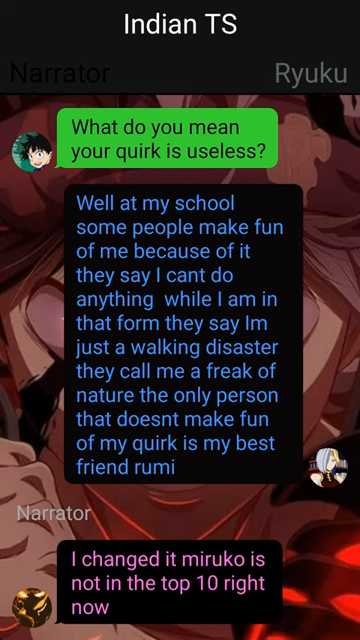 Indian TS
Narrator
Ryuku
What do you mean
your quirk is useless?
Well at my school
some people make fun
of me because of it
they say I cant do
anything  while I am in
that form they say Im
just a walking disaster
they call me a freak of
nature the only person
that doesnt make fun
of my quirk is my best
friend rumi
Narrator
I changed it miruko is
not in the top 10 right
now